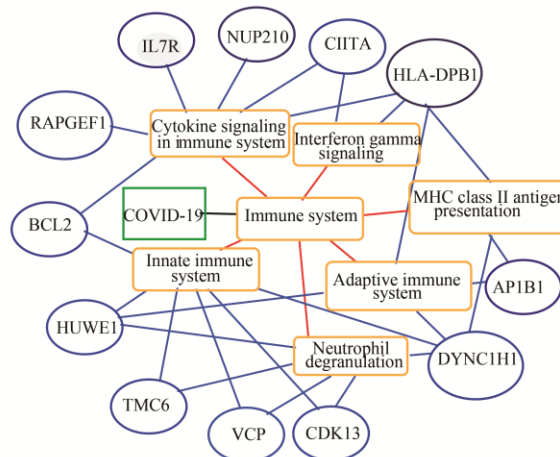 IL7R
NUP210
CIITA
HLA-DPB1
RAPGEF1
Cytokine signaling
in immune system
Interferon gamma
signaling
MHC class II antigen
presentation
COVID-19
Immune system
BCL2
Innate immune
system
Adaptive immune
system
AP1B1
HUWE1
Neutrophil
degranulation
DYNC1H1
TMC6
VCP
CDK13